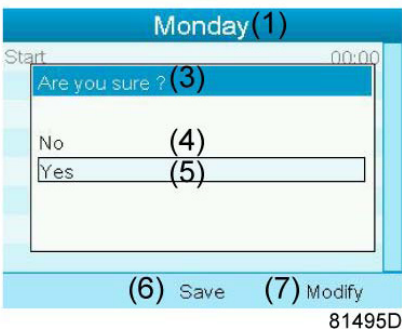 Monday (1)
Start 00:00
Are you sure ? (3)
No (4)
Yes (5)
(6) Save (7) Modify
81495D